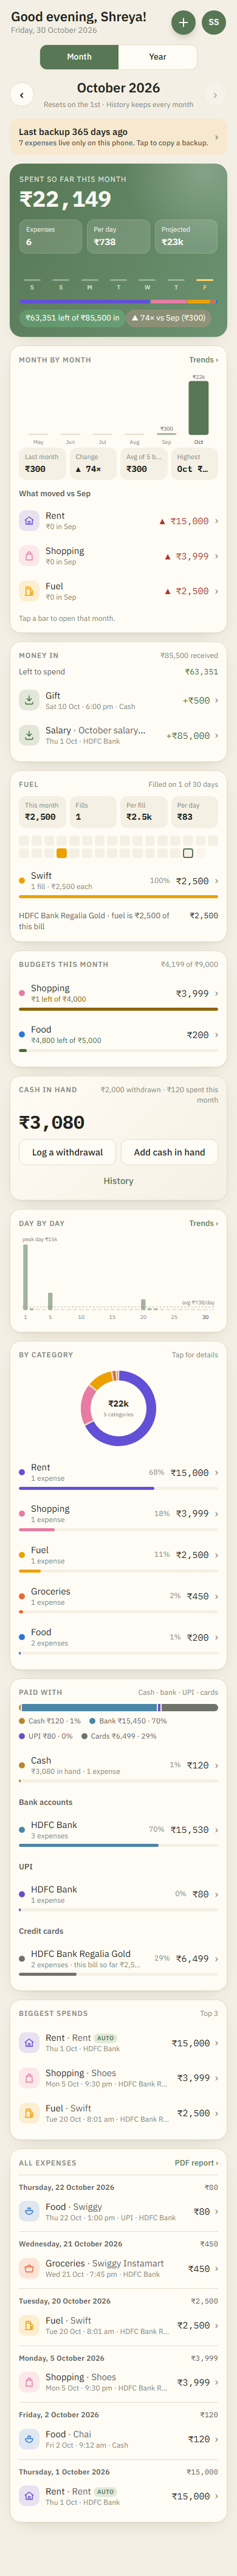 Good evening, Shreya!
Friday, 30 October 2026
+
SS
Month
Year
‹
October 2026
Resets on the 1st · History keeps every month
›
Last backup 365 days ago
7 expenses live only on this phone. Tap to copy a backup.
›
SPENT SO FAR THIS MONTH
₹22,149
Expenses
6
Per day
₹738
Projected
₹23k
S S M T W T F
₹63,351 left of ₹85,500 in
▲ 74× vs Sep (₹300)
MONTH BY MONTH
Trends ›
₹22k
₹300
May Jun Jul Aug Sep Oct
Last month
₹300
Change
▲ 74×
Avg of 5 b…
₹300
Highest
Oct ₹…
What moved vs Sep
Rent
₹0 in Sep
▲ ₹15,000 ›
Shopping
₹0 in Sep
▲ ₹3,999 ›
Fuel
₹0 in Sep
▲ ₹2,500 ›
Tap a bar to open that month.
MONEY IN
₹85,500 received
Left to spend
₹63,351
Gift
Sat 10 Oct · 6:00 pm · Cash
+₹500 ›
Salary · October salary…
Thu 1 Oct · HDFC Bank
+₹85,000 ›
FUEL
Filled on 1 of 30 days
This month
₹2,500
Fills
1
Per fill
₹2.5k
Per day
₹83
Swift
1 fill · ₹2,500 each
100% ₹2,500 ›
HDFC Bank Regalia Gold · fuel is ₹2,500 of this bill
₹2,500
BUDGETS THIS MONTH
₹4,199 of ₹9,000
Shopping
₹1 left of ₹4,000
₹3,999 ›
Food
₹4,800 left of ₹5,000
₹200 ›
CASH IN HAND
₹2,000 withdrawn · ₹120 spent this month
₹3,080
Log a withdrawal
Add cash in hand
History
DAY BY DAY
Trends ›
peak day ₹15k
avg ₹738/day
1 5 10 15 20 25 30
BY CATEGORY
Tap for details
₹22k
5 categories
Rent
1 expense
68% ₹15,000 ›
Shopping
1 expense
18% ₹3,999 ›
Fuel
1 expense
11% ₹2,500 ›
Groceries
1 expense
2% ₹450 ›
Food
2 expenses
1% ₹200 ›
PAID WITH
Cash · bank · UPI · cards
Cash ₹120 · 1%
Bank ₹15,450 · 70%
UPI ₹80 · 0%
Cards ₹6,499 · 29%
Cash
₹3,080 in hand · 1 expense
1% ₹120 ›
Bank accounts
HDFC Bank
3 expenses
70% ₹15,530 ›
UPI
HDFC Bank
1 expense
0% ₹80 ›
Credit cards
HDFC Bank Regalia Gold
2 expenses · this bill so far ₹2,5…
29% ₹6,499 ›
BIGGEST SPENDS
Top 3
Rent · Rent AUTO
Thu 1 Oct · HDFC Bank
₹15,000 ›
Shopping · Shoes
Mon 5 Oct · 9:30 pm · HDFC Bank R…
₹3,999 ›
Fuel · Swift
Tue 20 Oct · 8:01 am · HDFC Bank R…
₹2,500 ›
ALL EXPENSES
PDF report ›
Thursday, 22 October 2026
₹80
Food · Swiggy
Thu 22 Oct · 1:00 pm · UPI · HDFC Bank
₹80 ›
Wednesday, 21 October 2026
₹450
Groceries · Swiggy Instamart
Wed 21 Oct · 7:45 pm · HDFC Bank
₹450 ›
Tuesday, 20 October 2026
₹2,500
Fuel · Swift
Tue 20 Oct · 8:01 am · HDFC Bank R…
₹2,500 ›
Monday, 5 October 2026
₹3,999
Shopping · Shoes
Mon 5 Oct · 9:30 pm · HDFC Bank R…
₹3,999 ›
Friday, 2 October 2026
₹120
Food · Chai
Fri 2 Oct · 9:12 am · Cash
₹120 ›
Thursday, 1 October 2026
₹15,000
Rent · Rent AUTO
Thu 1 Oct · HDFC Bank
₹15,000 ›